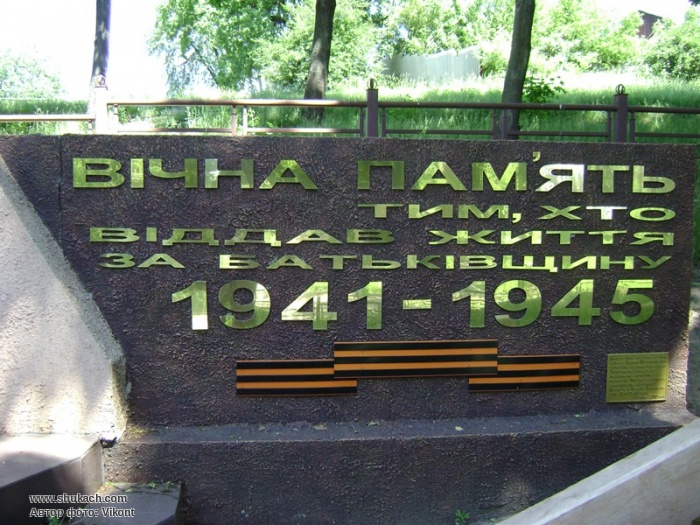 ВІЧНА ПАМ'ЯТЬ
ТИМ, ХТО
ВІДДАВ ЖИТТЯ
ЗА БАТЬКІВЩИНУ
1941-1945
www.shukach.com
Автор фото: Vikont